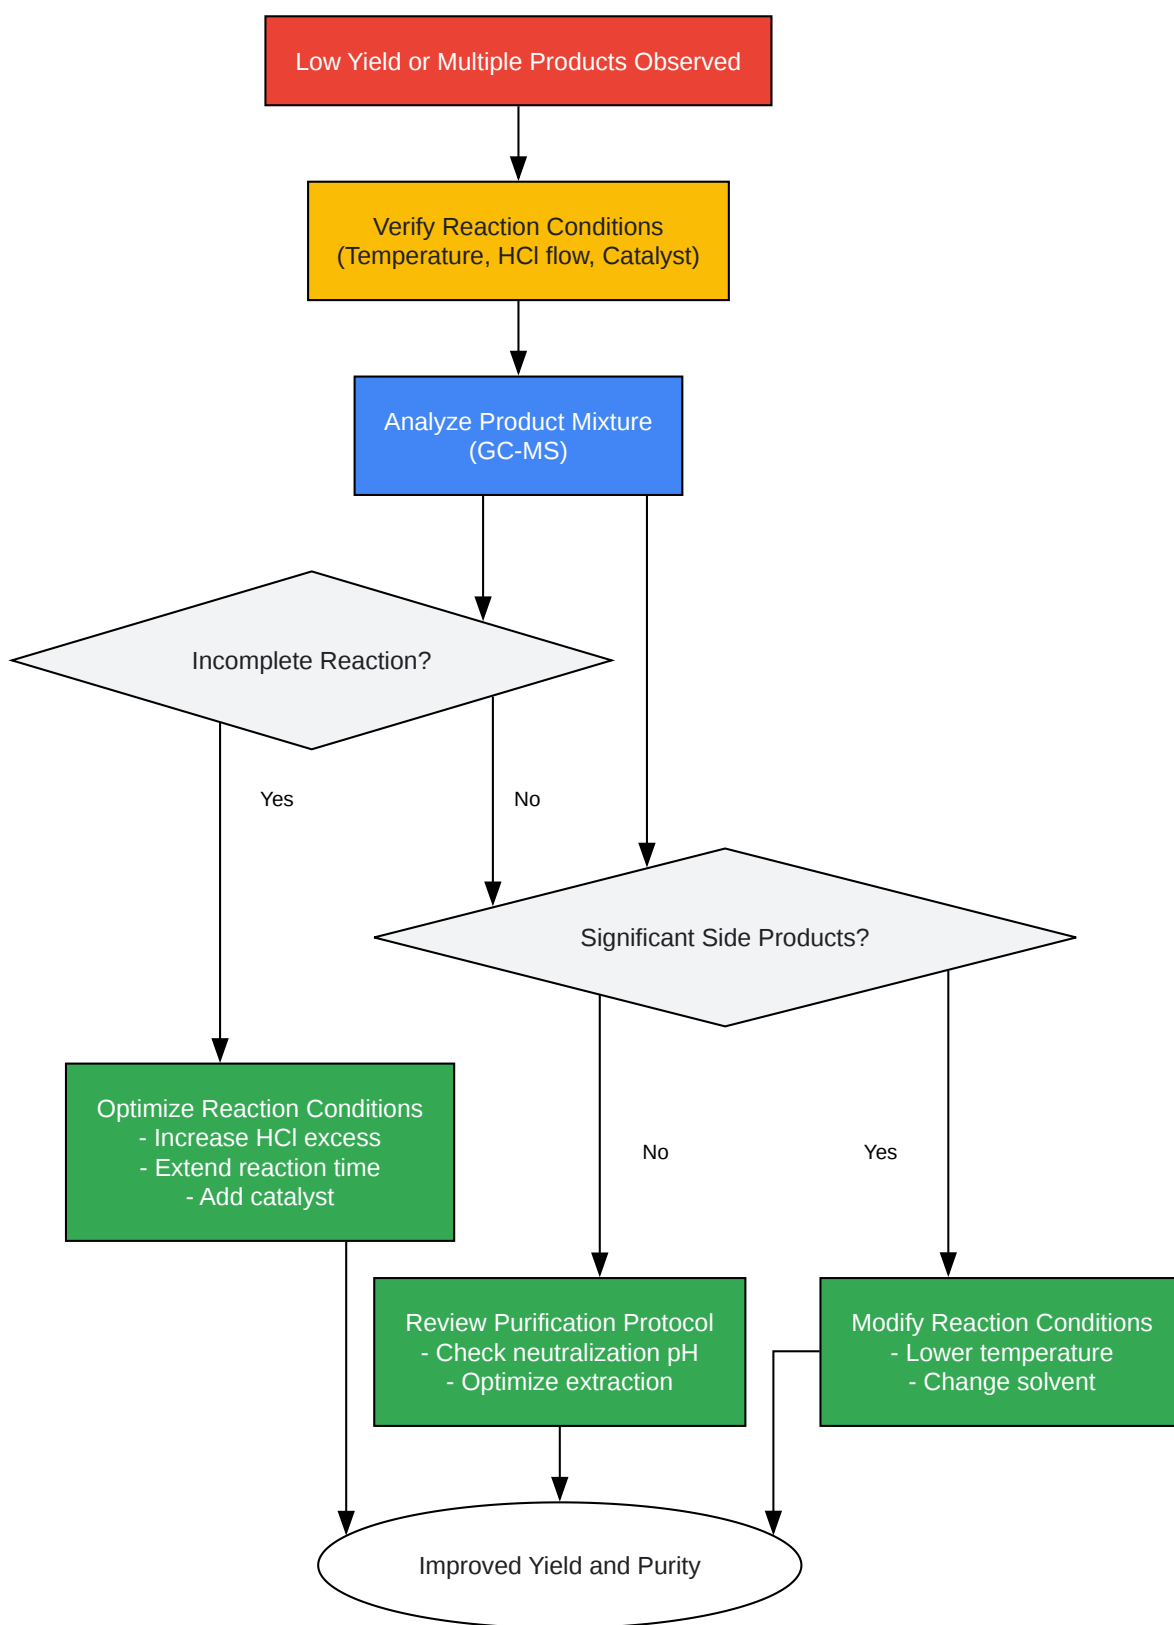 Low Yield or Multiple Products Observed
Verify Reaction Conditions
(Temperature, HCl flow, Catalyst)
Analyze Product Mixture
(GC-MS)
Incomplete Reaction?
Yes
No
Significant Side Products?
Optimize Reaction Conditions
- Increase HCl excess
- Extend reaction time
- Add catalyst
No
Yes
Review Purification Protocol
- Check neutralization pH
- Optimize extraction
Modify Reaction Conditions
- Lower temperature
- Change solvent
Improved Yield and Purity